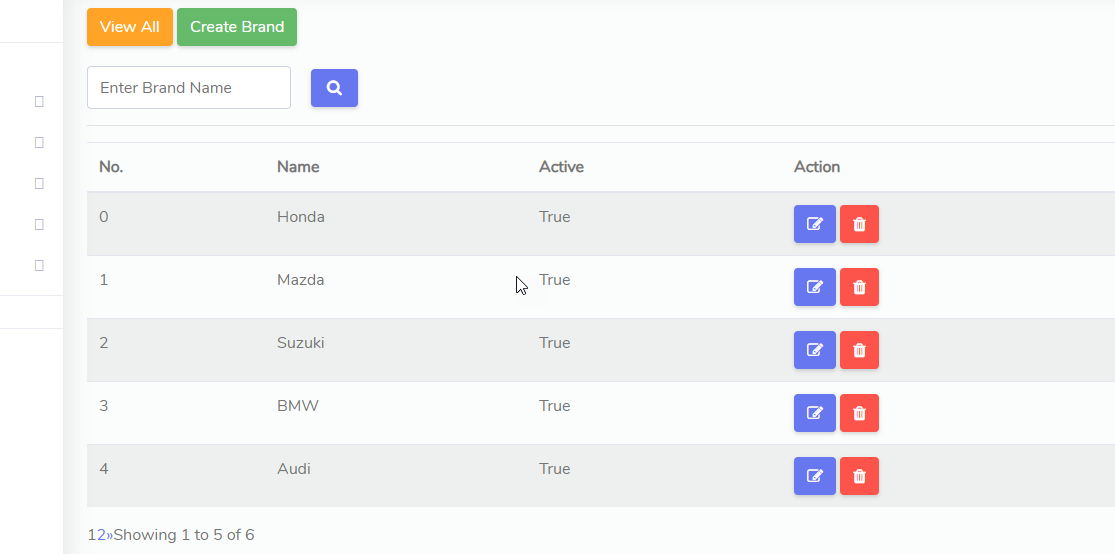 View All Create Brand
Enter Brand Name
No. Name Active Action
0 Honda True
1 Mazda True
2 Suzuki True
3 BMW True
4 Audi True
12»Showing 1 to 5 of 6